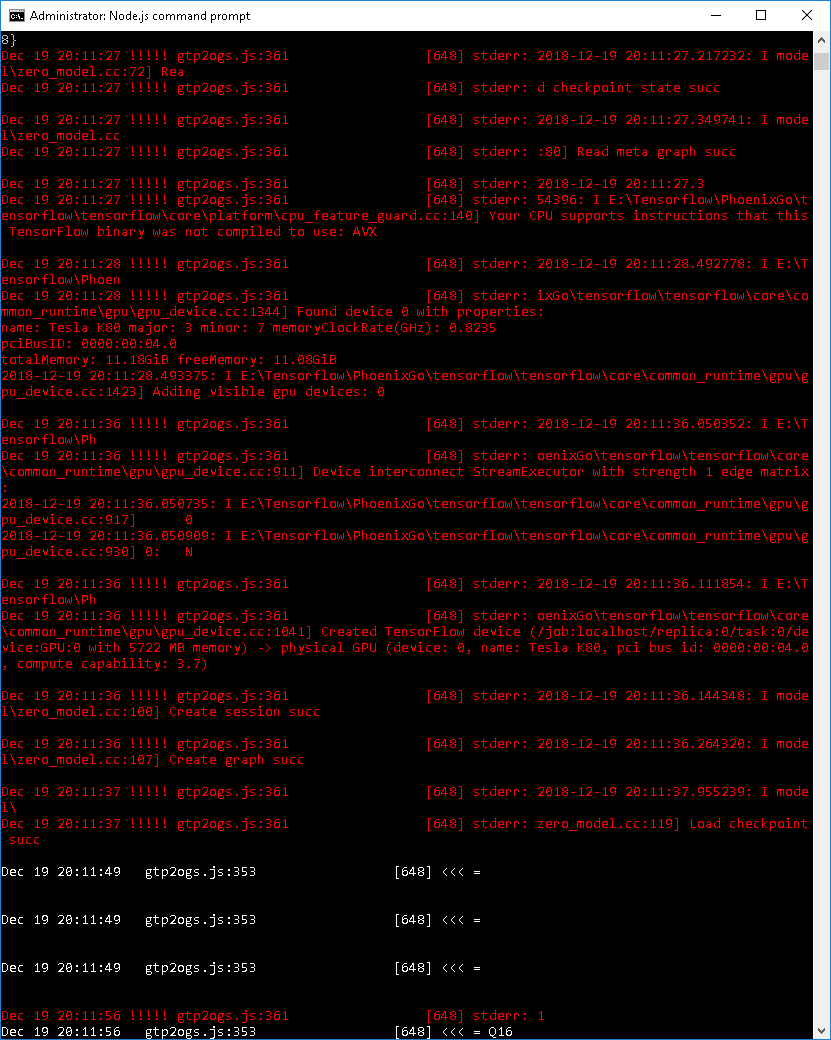 Administrator: Node.js command prompt
8}
Dec 19 20:11:27 !!!!! gtp2ogs.js:361 [648] stderr: 2018-12-19 20:11:27.217232: I mode
l\zero_model.cc:72] Rea
Dec 19 20:11:27 !!!!! gtp2ogs.js:361 [648] stderr: d checkpoint state succ
Dec 19 20:11:27 !!!!! gtp2ogs.js:361 [648] stderr: 2018-12-19 20:11:27.349741: I mode
l\zero_model.cc
Dec 19 20:11:27 !!!!! gtp2ogs.js:361 [648] stderr: :80] Read meta graph succ
Dec 19 20:11:27 !!!!! gtp2ogs.js:361 [648] stderr: 2018-12-19 20:11:27.3
Dec 19 20:11:27 !!!!! gtp2ogs.js:361 [648] stderr: 54396: I E:\Tensorflow\PhoenixGo\t
ensorflow\tensorflow\core\platform\cpu_feature_guard.cc:140] Your CPU supports instructions that this
TensorFlow binary was not compiled to use: AVX
Dec 19 20:11:28 !!!!! gtp2ogs.js:361 [648] stderr: 2018-12-19 20:11:28.492778: I E:\T
ensorflow\Phoen
Dec 19 20:11:28 !!!!! gtp2ogs.js:361 [648] stderr: ixGo\tensorflow\tensorflow\core\co
mmon_runtime\gpu\gpu_device.cc:1344] Found device 0 with properties:
name: Tesla K80 major: 3 minor: 7 memoryClockRate(GHz): 0.8235
pciBusID: 0000:00:04.0
totalMemory: 11.18GiB freeMemory: 11.08GiB
2018-12-19 20:11:28.493375: I E:\Tensorflow\PhoenixGo\tensorflow\tensorflow\core\common_runtime\gpu\g
pu_device.cc:1423] Adding visible gpu devices: 0
Dec 19 20:11:36 !!!!! gtp2ogs.js:361 [648] stderr: 2018-12-19 20:11:36.050352: I E:\T
ensorflow\Ph
Dec 19 20:11:36 !!!!! gtp2ogs.js:361 [648] stderr: oenixGo\tensorflow\tensorflow\core
\common_runtime\gpu\gpu_device.cc:911] Device interconnect StreamExecutor with strength 1 edge matrix
:
2018-12-19 20:11:36.050735: I E:\Tensorflow\PhoenixGo\tensorflow\tensorflow\core\common_runtime\gpu\g
pu_device.cc:917]      0
2018-12-19 20:11:36.050909: I E:\Tensorflow\PhoenixGo\tensorflow\tensorflow\core\common_runtime\gpu\g
pu_device.cc:930] 0:   N
Dec 19 20:11:36 !!!!! gtp2ogs.js:361 [648] stderr: 2018-12-19 20:11:36.111854: I E:\T
ensorflow\Ph
Dec 19 20:11:36 !!!!! gtp2ogs.js:361 [648] stderr: oenixGo\tensorflow\tensorflow\core
\common_runtime\gpu\gpu_device.cc:1041] Created TensorFlow device (/job:localhost/replica:0/task:0/de
vice:GPU:0 with 5722 MB memory) -> physical GPU (device: 0, name: Tesla K80, pci bus id: 0000:00:04.0
, compute capability: 3.7)
Dec 19 20:11:36 !!!!! gtp2ogs.js:361 [648] stderr: 2018-12-19 20:11:36.144348: I mode
l\zero_model.cc:100] Create session succ
Dec 19 20:11:36 !!!!! gtp2ogs.js:361 [648] stderr: 2018-12-19 20:11:36.264320: I mode
l\zero_model.cc:107] Create graph succ
Dec 19 20:11:37 !!!!! gtp2ogs.js:361 [648] stderr: 2018-12-19 20:11:37.955239: I mode
l\
Dec 19 20:11:37 !!!!! gtp2ogs.js:361 [648] stderr: zero_model.cc:119] Load checkpoint
succ
Dec 19 20:11:49 gtp2ogs.js:353 [648] <<< =
Dec 19 20:11:49 gtp2ogs.js:353 [648] <<< =
Dec 19 20:11:49 gtp2ogs.js:353 [648] <<< =
Dec 19 20:11:56 !!!!! gtp2ogs.js:361 [648] stderr: 1
Dec 19 20:11:56 gtp2ogs.js:353 [648] <<< = Q16